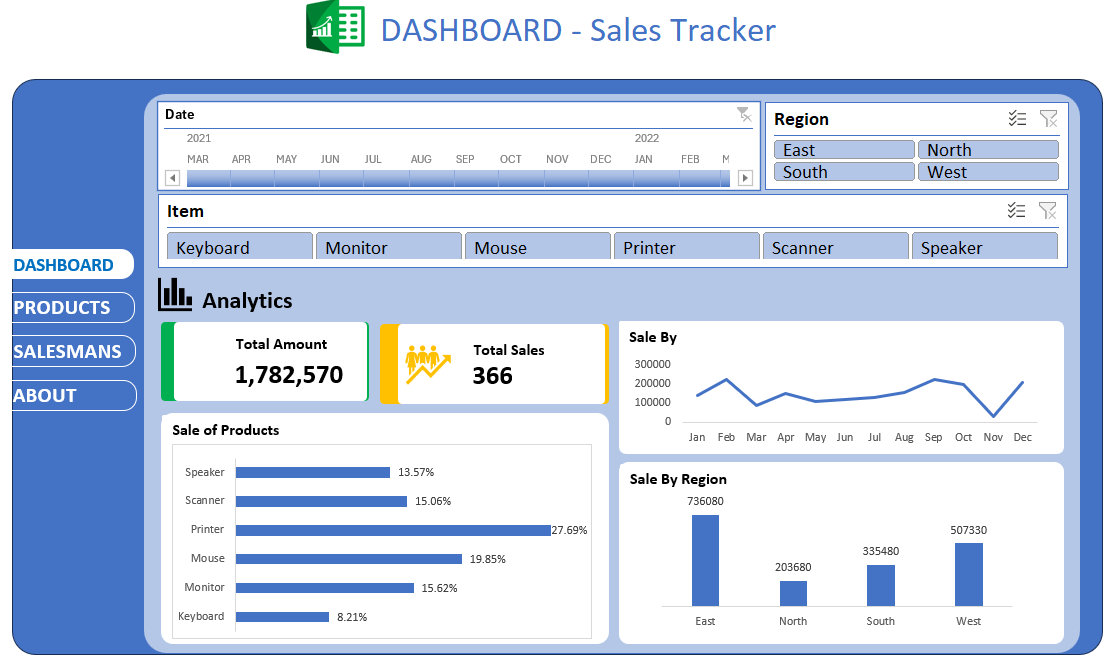 DASHBOARD - Sales Tracker
Date
2021 2022
MAR APR MAY JUN JUL AUG SEP OCT NOV DEC JAN FEB M
Region
East North
South West
Item
Keyboard Monitor Mouse Printer Scanner Speaker
DASHBOARD
PRODUCTS
SALESMANS
ABOUT
Analytics
Total Amount
1,782,570
Total Sales
366
Sale By
300000
200000
100000
0
Jan Feb Mar Apr May Jun Jul Aug Sep Oct Nov Dec
Sale of Products
Speaker 13.57%
Scanner 15.06%
Printer 27.69%
Mouse 19.85%
Monitor 15.62%
Keyboard 8.21%
Sale By Region
736080
203680
335480
507330
East North South West